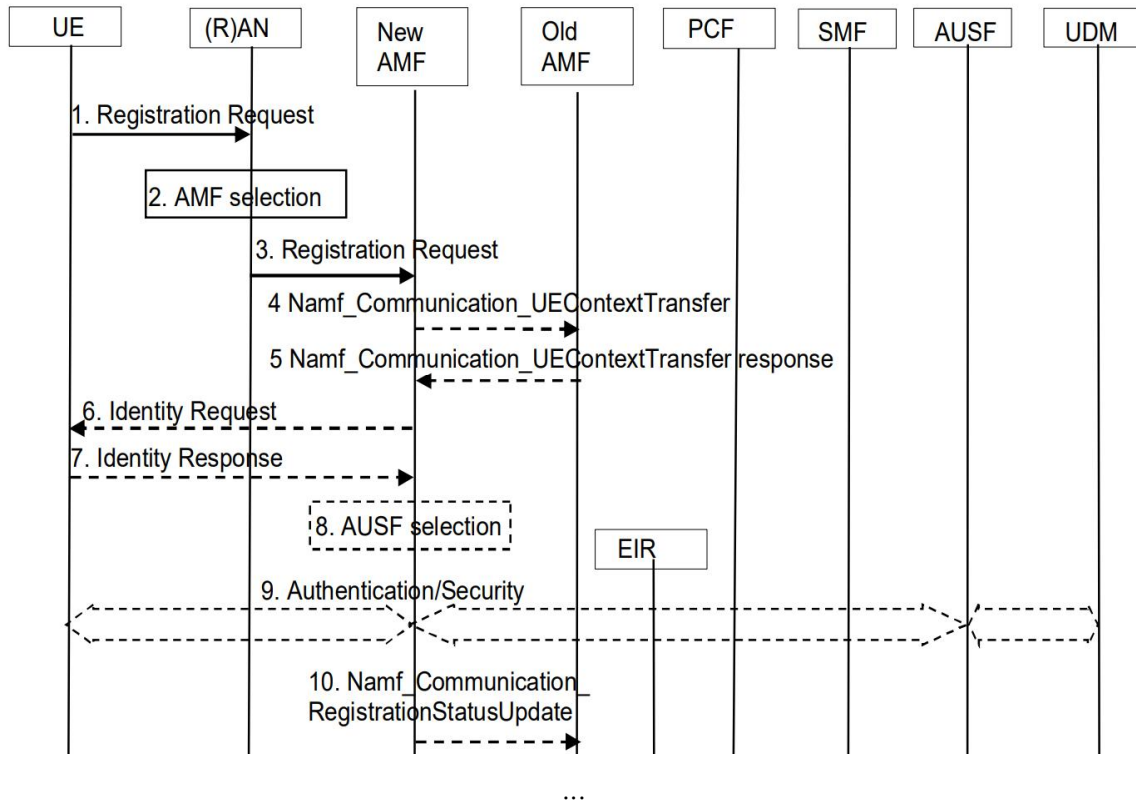 UE
(R)AN
New
AMF
Old
AMF
PCF
SMF
AUSF
UDM
1. Registration Request
2. AMF selection
3. Registration Request
4 Namf_Communication_UEContextTransfer
5 Namf_Communication_UEContextTransfer response
6. Identity Request
7. Identity Response
8. AUSF selection
EIR
9. Authentication/Security
10. Namf_Communication_
RegistrationStatusUpdate
...